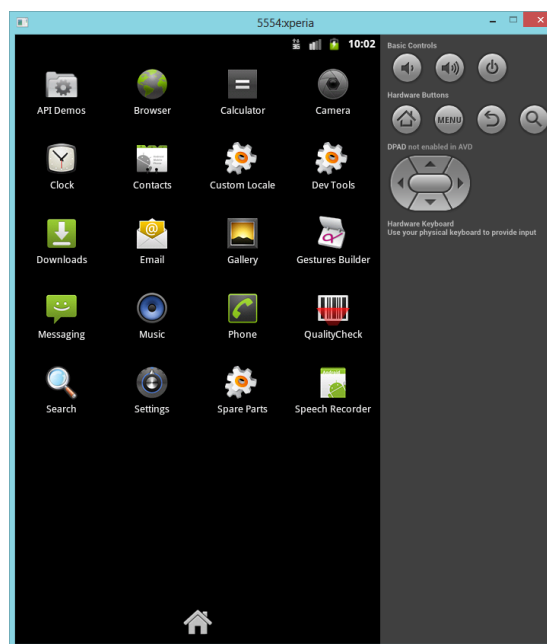 5554:xperia
3G 10:02
Basic Controls
Hardware Buttons
MENU
DPAD not enabled in AVD
Hardware Keyboard
Use your physical keyboard to provide input
API Demos Browser Calculator Camera
Clock Contacts Custom Locale Dev Tools
Downloads Email Gallery Gestures Builder
Messaging Music Phone QualityCheck
Search Settings Spare Parts Speech Recorder